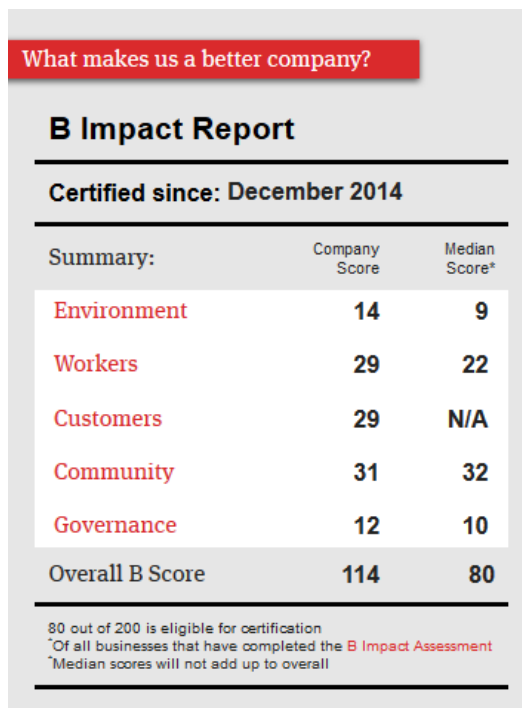 What makes us a better company?
B Impact Report
Certified since: December 2014
Summary: Company Score Median Score*
Environment 14 9
Workers 29 22
Customers 29 N/A
Community 31 32
Governance 12 10
Overall B Score 114 80
80 out of 200 is eligible for certification
*Of all businesses that have completed the B Impact Assessment
*Median scores will not add up to overall